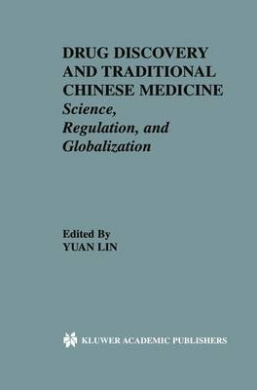 DRUG DISCOVERY
AND TRADITIONAL
CHINESE MEDICINE
Science,
Regulation, and
Globalization
Edited By
YUAN LIN
KLUWER ACADEMIC PUBLISHERS